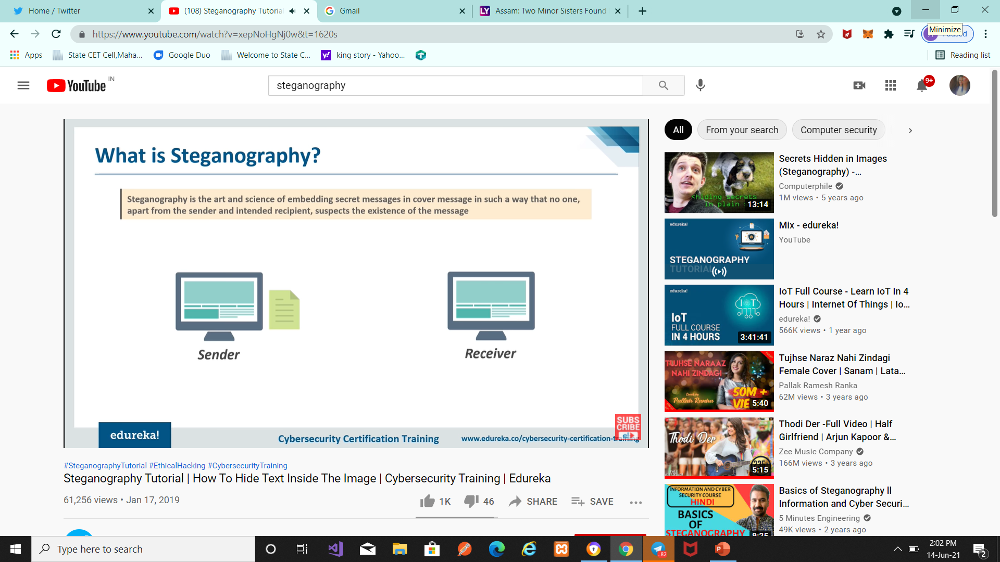 Home / Twitter
(108) Steganography Tutorial
Gmail
Assam: Two Minor Sisters Found
Minimize
https://www.youtube.com/watch?v=xepNoHgNj0w&t=1620s
Apps
State CET Cell,Maha...
Google Duo
Welcome to State C...
king story - Yahoo...
Reading list
YouTube IN
steganography
9+
What is Steganography?
Steganography is the art and science of embedding secret messages in cover message in such a way that no one,
apart from the sender and intended recipient, suspects the existence of the message
Sender
Receiver
SUBS
CRIBE
e!
edureka!
Cybersecurity Certification Training
www.edureka.co/cybersecurity-certification-training
#SteganographyTutorial #EthicalHacking #CybersecurityTraining
Steganography Tutorial | How To Hide Text Inside The Image | Cybersecurity Training | Edureka
61,256 views • Jan 17, 2019
1K
46
SHARE
SAVE
All
From your search
Computer security
<hiding secrets
in plain
13:14
Secrets Hidden in Images
(Steganography) -...
Computerphile
1M views • 5 years ago
edureka!
STEGANOGRAPHY
TUTORIAL
Mix - edureka!
YouTube
edureka!
IoT
IoT
FULL COURSE
IN 4 HOURS
3:41:41
IoT Full Course - Learn IoT In 4
Hours | Internet Of Things | Io...
edureka!
566K views • 1 year ago
TUJHSE NARAAZ
NAHI ZINDAGI
50M +
Pallak Ranka
5:40
Tujhse Naraz Nahi Zindagi
Female Cover | Sanam | Lata...
Pallak Ramesh Ranka
62M views • 3 years ago
Thodi Der
5:15
Thodi Der -Full Video | Half
Girlfriend | Arjun Kapoor &...
Zee Music Company
166M views • 3 years ago
INFORMATION AND CYBER
SECURITY COURSE
HINDI
BASICS
OF
STEGANOGRAPHY
9:25
Basics of Steganography ll
Information and Cyber Securi...
5 Minutes Engineering
49K views • 2 years ago
Type here to search
..82
2:02 PM
14-Jun-21
2